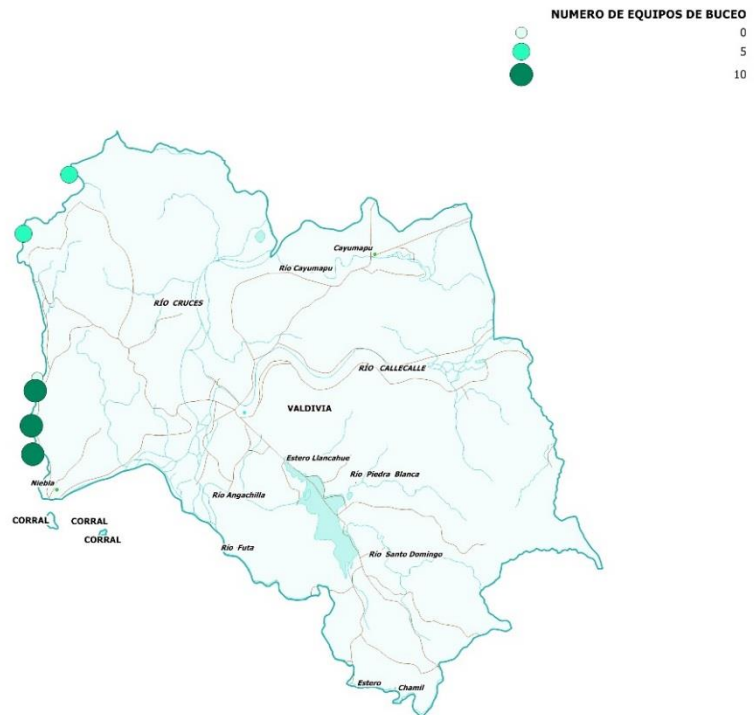 NUMERO DE EQUIPOS DE BUCEO
0
5
10
Cayumapu
Río Cayumapu
RÍO CRUCES
RÍO CALLECALLE
VALDIVIA
Estero Llancahue
Río Piedra Blanca
Niebla
Río Angachilla
CORRAL
CORRAL
CORRAL
Río Futa
Río Santo Domingo
Estero Chamil